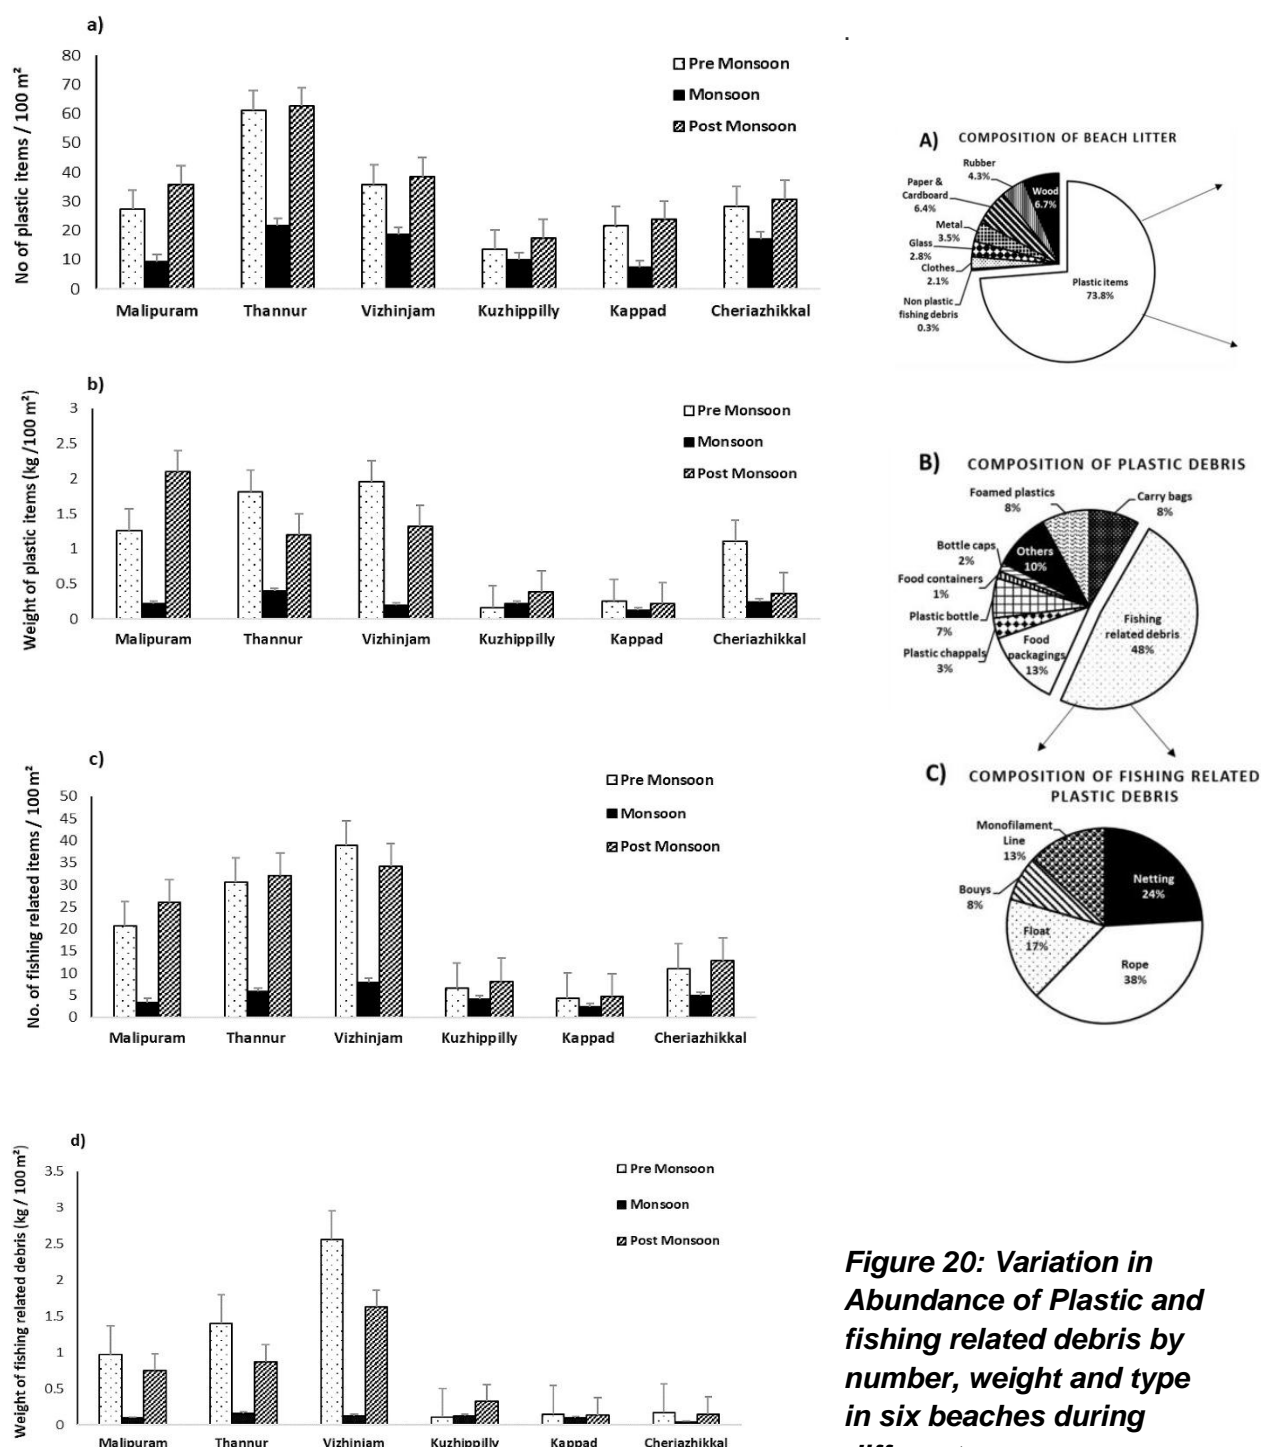 a)
No of plastic items / 100 m²
80
70
60
50
40
30
20
10
0
Pre Monsoon
Monsoon
Post Monsoon
Malipuram Thannur Vizhinjam Kuzhippilly Kappad Cheriazhikkal
b)
Weight of plastic items (kg /100 m²)
3
2.5
2
1.5
1
0.5
0
Pre Monsoon
Monsoon
Post Monsoon
Malipuram Thannur Vizhinjam Kuzhippilly Kappad Cheriazhikkal
c)
No. of fishing related items / 100 m²
50
45
40
35
30
25
20
15
10
5
0
Pre Monsoon
Monsoon
Post Monsoon
Malipuram Thannur Vizhinjam Kuzhippilly Kappad Cheriazhikkal
d)
Weight of fishing related debris (kg / 100 m²)
3.5
3
2.5
2
1.5
1
0.5
0
Pre Monsoon
Monsoon
Post Monsoon
Malipuram Thannur Vizhinjam Kuzhippilly Kappad Cheriazhikkal
.
A) COMPOSITION OF BEACH LITTER
Rubber
4.3%
Wood
6.7%
Paper &
Cardboard
6.4%
Metal
3.5%
Glass
2.8%
Clothes
2.1%
Non plastic
fishing debris
0.3%
Plastic items
73.8%
B) COMPOSITION OF PLASTIC DEBRIS
Foamed plastics
8%
Carry bags
8%
Bottle caps
2%
Others
10%
Food containers
1%
Plastic bottle
7%
Plastic chappals
3%
Food
packagings
13%
Fishing
related debris
48%
C) COMPOSITION OF FISHING RELATED
PLASTIC DEBRIS
Monofilament
Line
13%
Netting
24%
Bouys
8%
Float
17%
Rope
38%
Figure 20: Variation in
Abundance of Plastic and
fishing related debris by
number, weight and type
in six beaches during